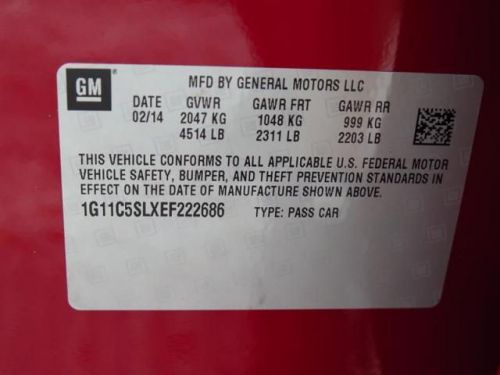 GM
MFD BY GENERAL MOTORS LLC
DATE GVWR GAWR FRT GAWR RR
02/14 2047 KG 1048 KG 999 KG
4514 LB 2311 LB 2203 LB
THIS VEHICLE CONFORMS TO ALL APPLICABLE U.S. FEDERAL MOTOR
VEHICLE SAFETY, BUMPER, AND THEFT PREVENTION STANDARDS IN
EFFECT ON THE DATE OF MANUFACTURE SHOWN ABOVE.
1G11C5SLXEF222686 TYPE: PASS CAR